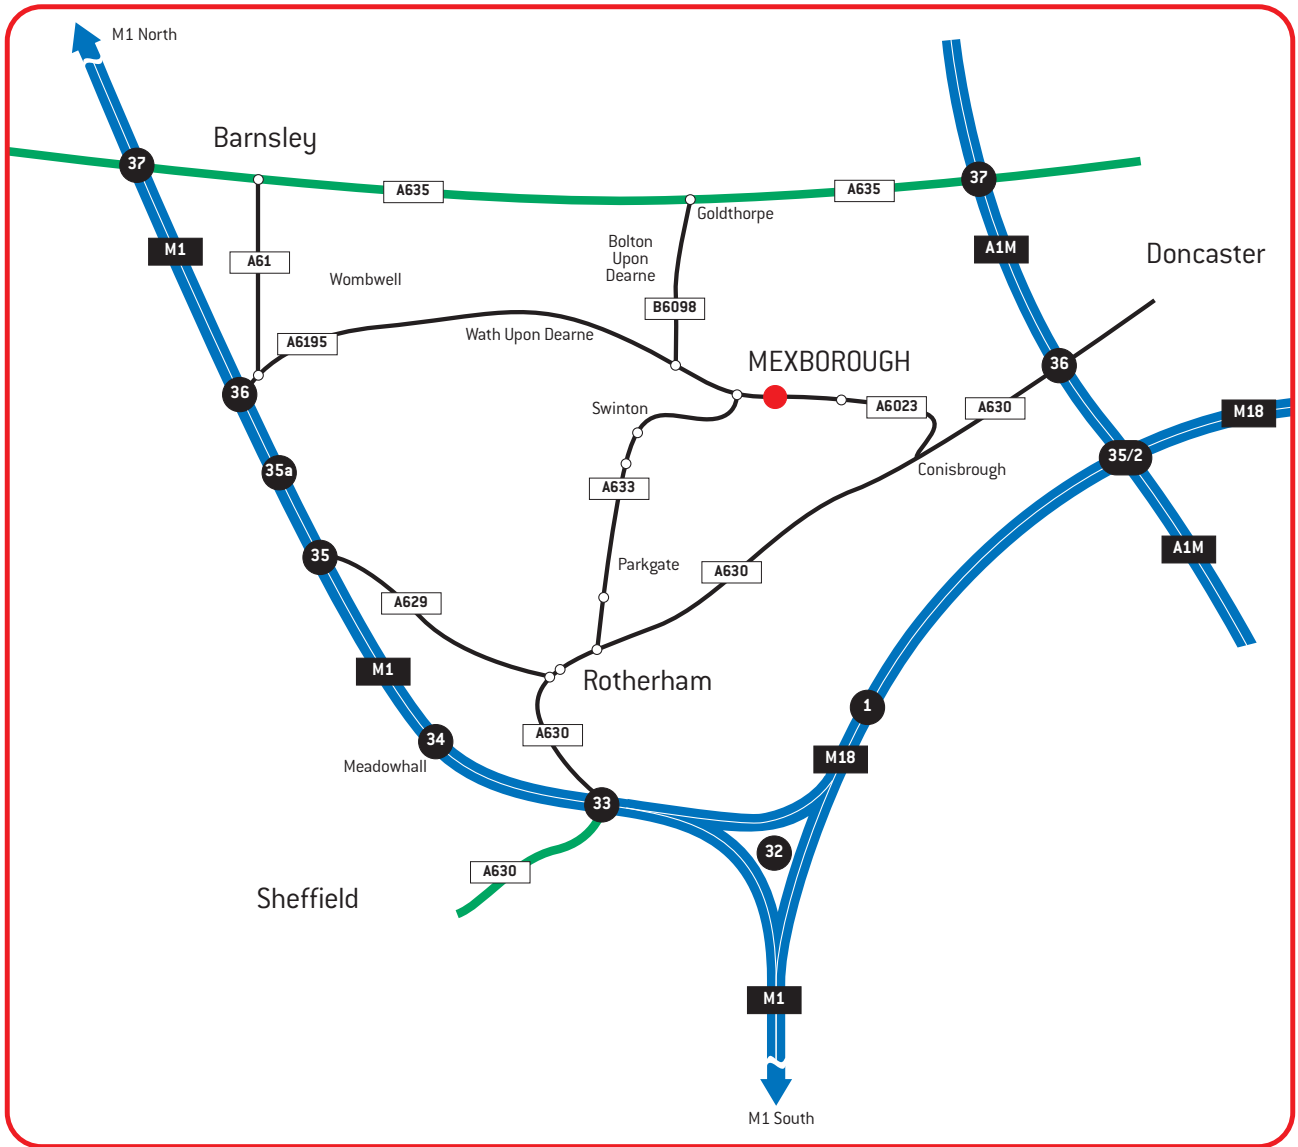 M1 North
Barnsley
37
A635
A635
37
Goldthorpe
M1
A61
Bolton
Upon
Dearne
A1M
Doncaster
Wombwell
B6098
A6195
Wath Upon Dearne
MEXBOROUGH
36
36
Swinton
A6023
A630
M18
35a
A633
Conisbrough
35/2
35
Parkgate
A630
A1M
A629
M1
Rotherham
1
34
A630
M18
Meadowhall
33
32
A630
Sheffield
M1
M1 South